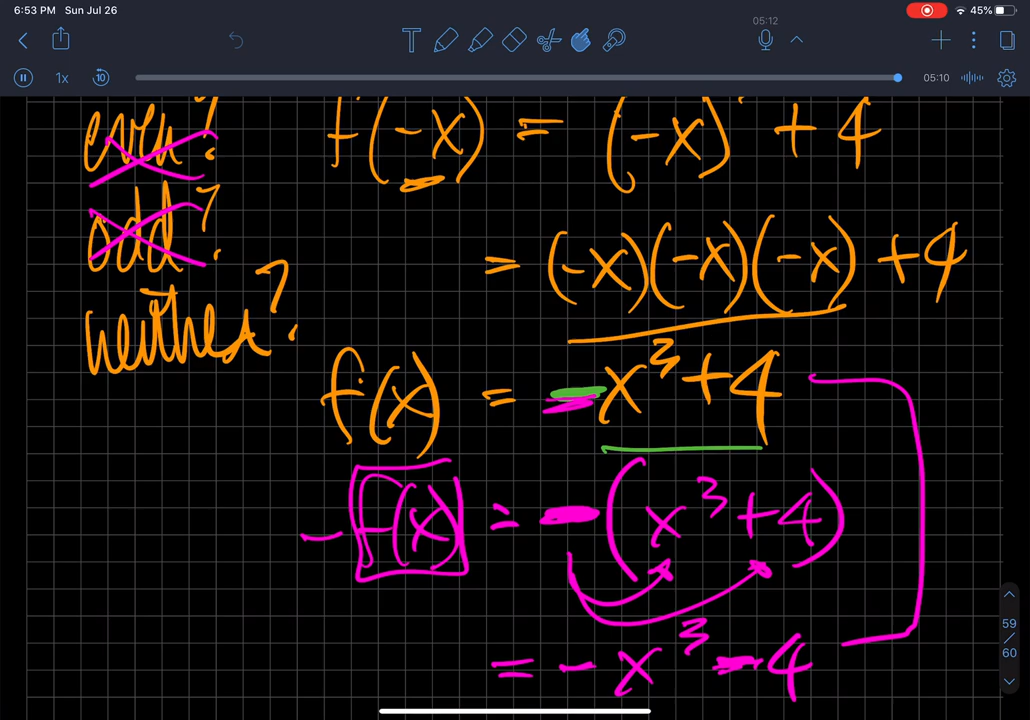 6:53 PM Sun Jul 26
45%
05:12
1x
10
05:10
even?
f(-x) = (-x) + 4
odd?
= (-x)(-x)(-x) + 4
neither?
f(x) = -x³ + 4
-f(x) = -(x³ + 4)
= -x³ - 4
59
60